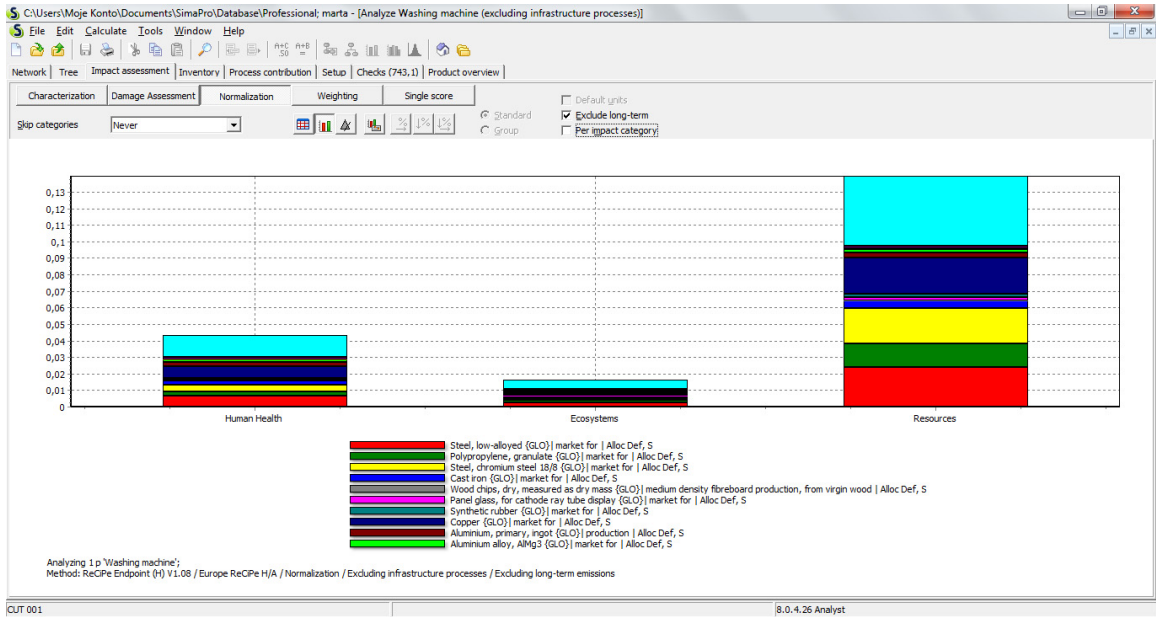 C:\Users\Moje Konto\Documents\SimaPro\Database\Professional; marta - [Analyze Washing machine (excluding infrastructure processes)]
File Edit Calculate Tools Window Help
A+C .50 A+B =
Network Tree Impact assessment Inventory Process contribution Setup Checks (743,1) Product overview
Characterization Damage Assessment Normalization Weighting Single score
Default units
Skip categories Never
Standard Exclude long-term
Group Per impact category
0,13
0,12
0,11
0,1
0,09
0,08
0,07
0,06
0,05
0,04
0,03
0,02
0,01
0
Human Health Ecosystems Resources
Steel, low-alloyed {GLO}| market for | Alloc Def, S
Polypropylene, granulate {GLO}| market for | Alloc Def, S
Steel, chromium steel 18/8 {GLO}| market for | Alloc Def, S
Cast iron {GLO}| market for | Alloc Def, S
Wood chips, dry, measured as dry mass {GLO}| medium density fibreboard production, from virgin wood | Alloc Def, S
Panel glass, for cathode ray tube display {GLO}| market for | Alloc Def, S
Synthetic rubber {GLO}| market for | Alloc Def, S
Copper {GLO}| market for | Alloc Def, S
Aluminium, primary, ingot {GLO}| production | Alloc Def, S
Aluminium alloy, AlMg3 {GLO}| market for | Alloc Def, S
Analyzing 1 p 'Washing machine';
Method: ReCiPe Endpoint (H) V1.08 / Europe ReCiPe H/A / Normalization / Excluding infrastructure processes / Excluding long-term emissions
CUT 001 8.0.4.26 Analyst